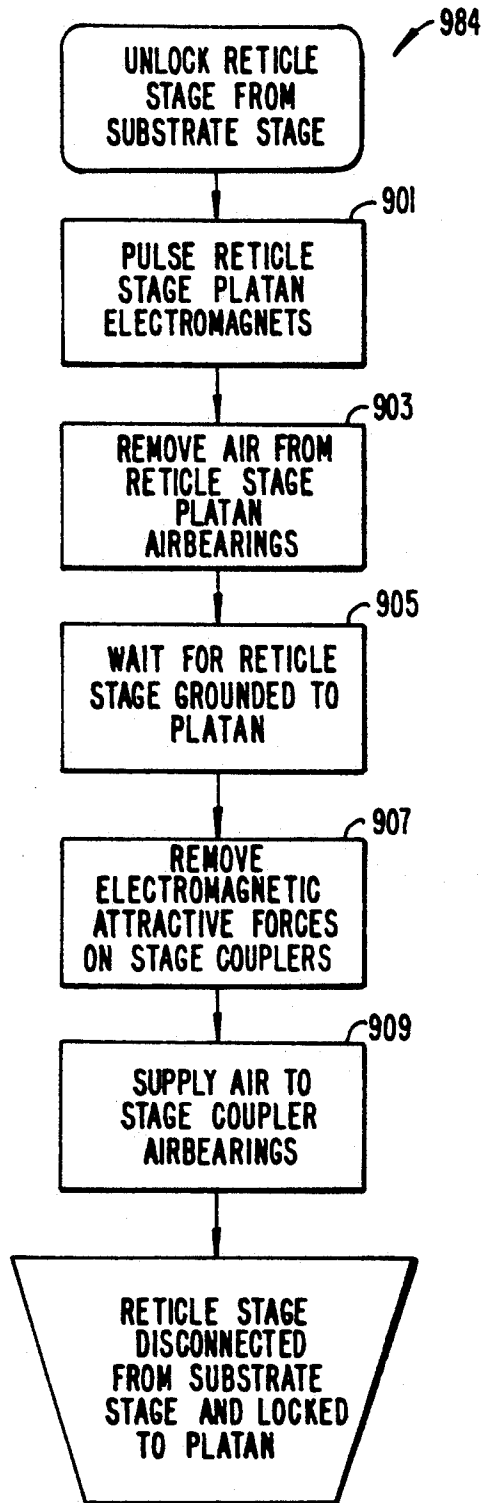 984
UNLOCK RETICLE
STAGE FROM
SUBSTRATE STAGE
901
PULSE RETICLE
STAGE PLATAN
ELECTROMAGNETS
903
REMOVE AIR FROM
RETICLE STAGE
PLATAN
AIRBEARINGS
905
WAIT FOR RETICLE
STAGE GROUNDED TO
PLATAN
907
REMOVE
ELECTROMAGNETIC
ATTRACTIVE FORCES
ON STAGE COUPLERS
909
SUPPLY AIR TO
STAGE COUPLER
AIRBEARINGS
RETICLE STAGE
DISCONNECTED
FROM SUBSTRATE
STAGE AND LOCKED
TO PLATAN